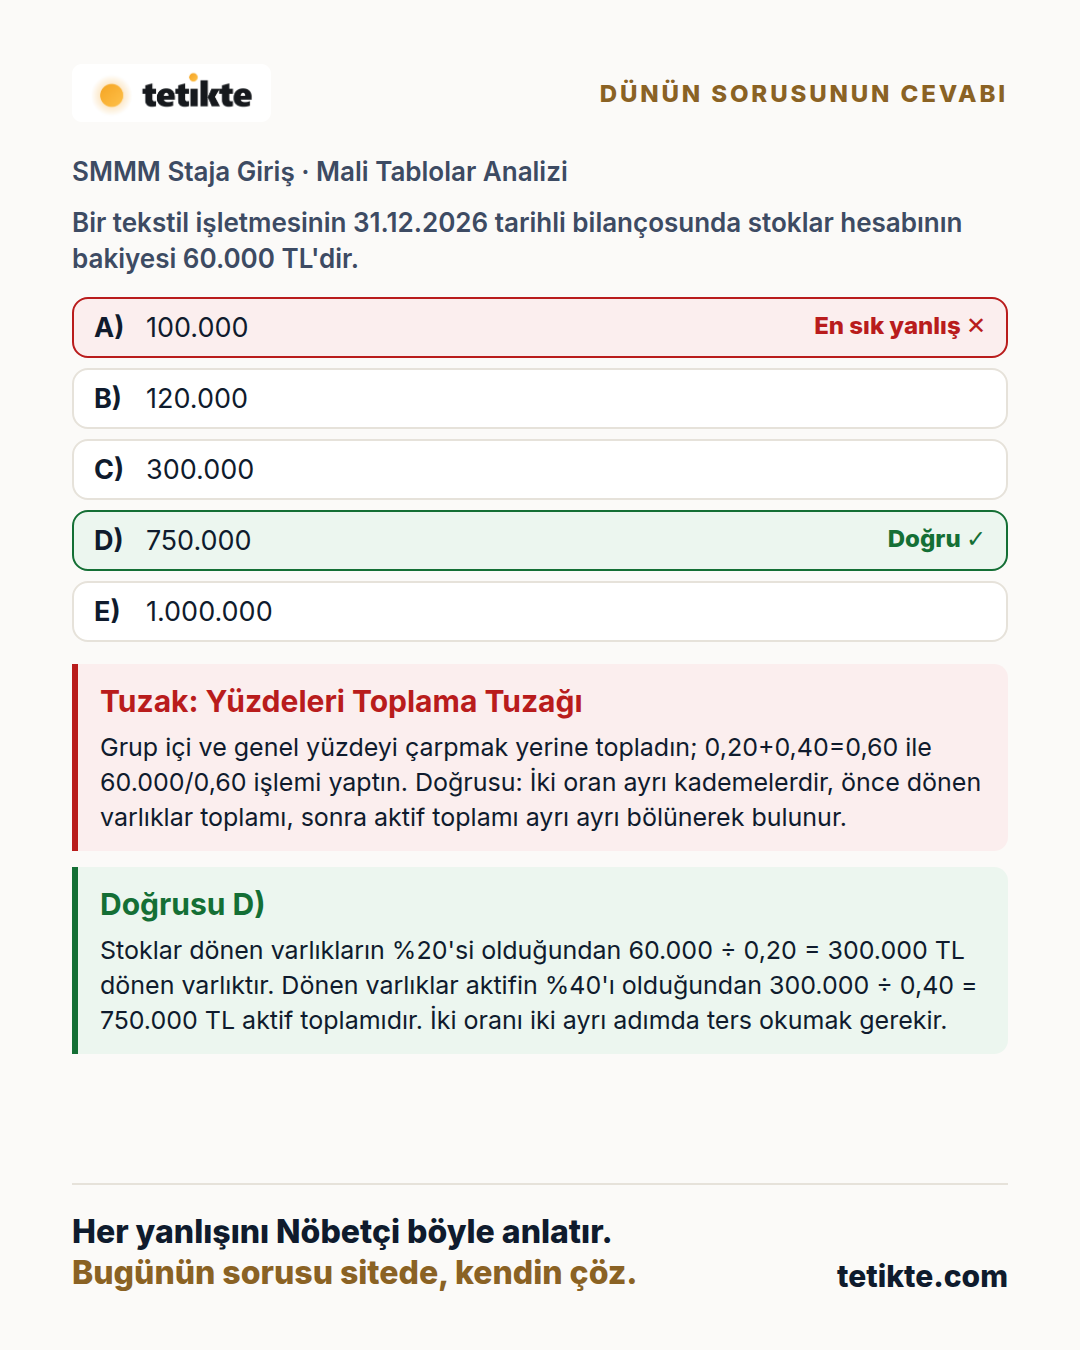 tetikte
DÜNÜN SORUSUNUN CEVABI
SMMM Staja Giriş · Mali Tablolar Analizi
Bir tekstil işletmesinin 31.12.2026 tarihli bilançosunda stoklar hesabının
bakiyesi 60.000 TL'dir.
A) 100.000 En sık yanlış ✕
B) 120.000
C) 300.000
D) 750.000 Doğru ✓
E) 1.000.000
Tuzak: Yüzdeleri Toplama Tuzağı
Grup içi ve genel yüzdeyi çarpmak yerine topladın; 0,20+0,40=0,60 ile
60.000/0,60 işlemi yaptın. Doğrusu: İki oran ayrı kademelerdir, önce dönen
varlıklar toplamı, sonra aktif toplamı ayrı ayrı bölünerek bulunur.
Doğrusu D)
Stoklar dönen varlıkların %20'si olduğundan 60.000 ÷ 0,20 = 300.000 TL
dönen varlıktır. Dönen varlıklar aktifin %40'ı olduğundan 300.000 ÷ 0,40 =
750.000 TL aktif toplamıdır. İki oranı iki ayrı adımda ters okumak gerekir.
Her yanlışını Nöbetçi böyle anlatır.
Bugünün sorusu sitede, kendin çöz.
tetikte.com